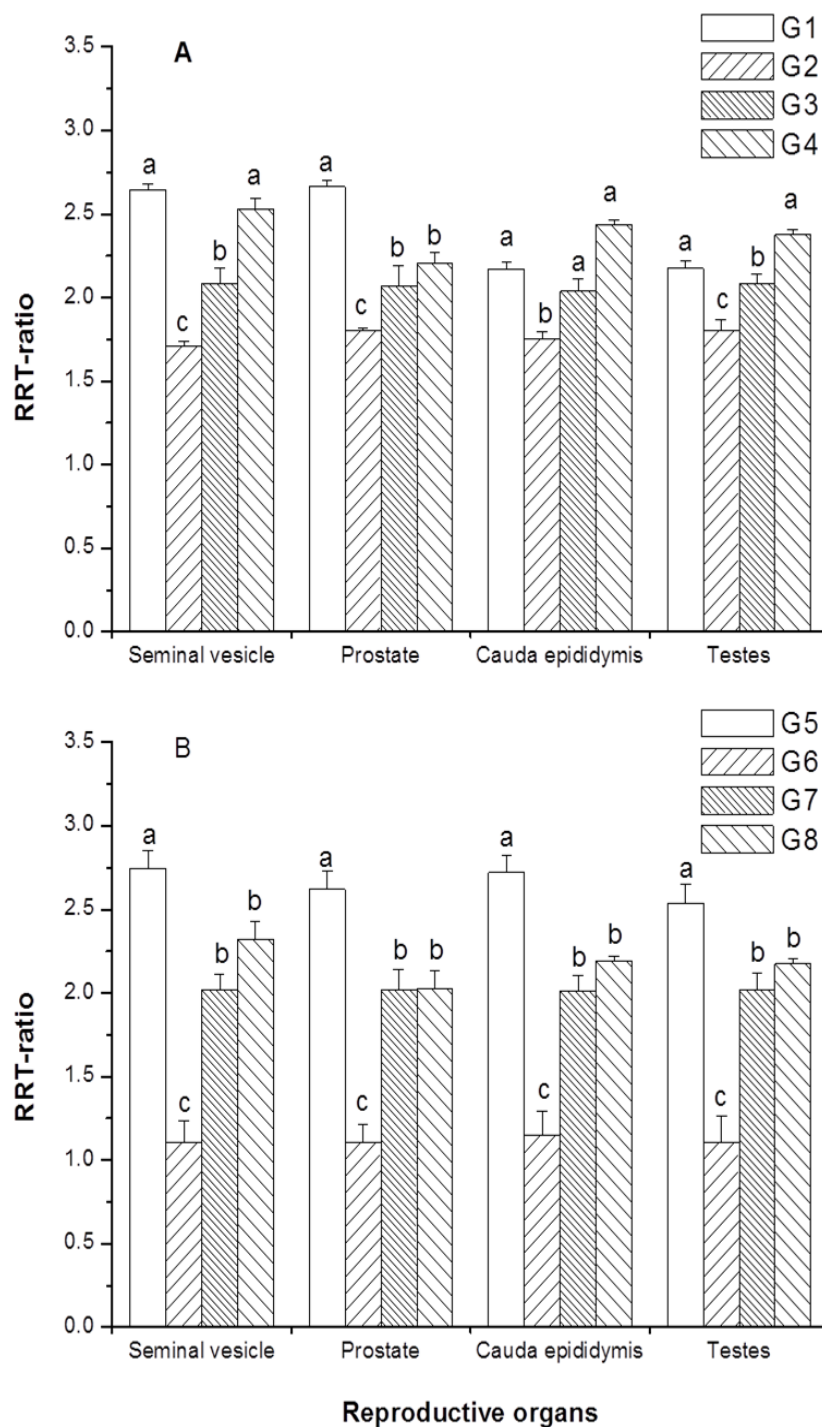 A
G1
G2
G3
G4
3.5
3.0
2.5
2.0
1.5
1.0
0.5
0.0
RRT-ratio
a c b a
a c b b
a b a a
a c b a
Seminal vesicle Prostate Cauda epididymis Testes
B
G5
G6
G7
G8
3.5
3.0
2.5
2.0
1.5
1.0
0.5
0.0
RRT-ratio
a c b b
a c b b
a c b b
a c b b
Seminal vesicle Prostate Cauda epididymis Testes
Reproductive organs